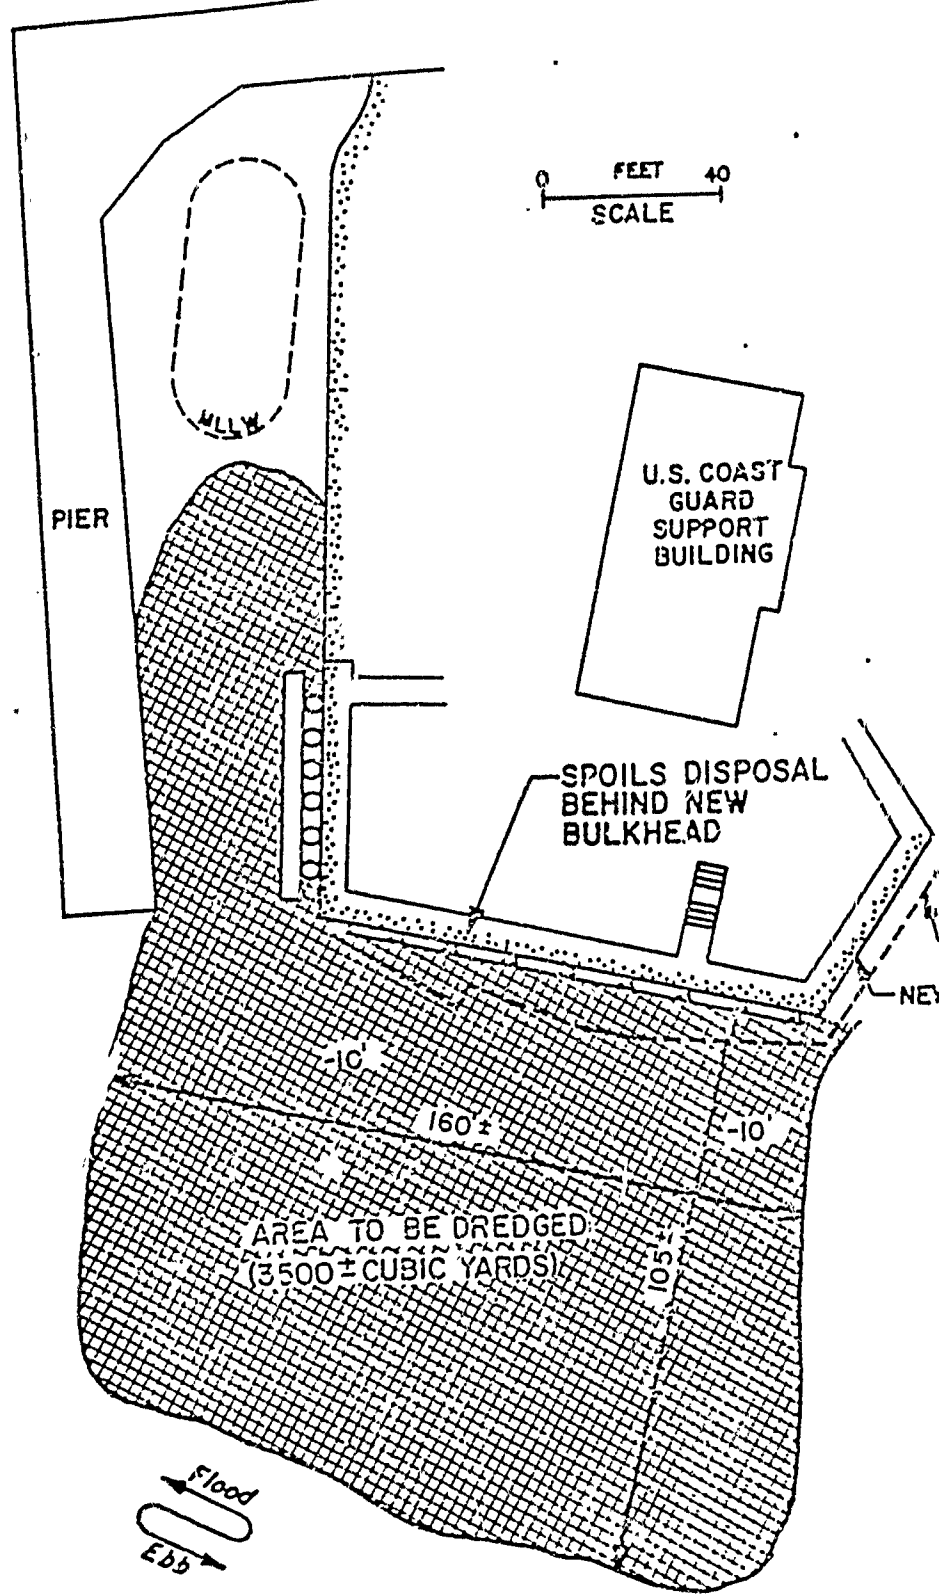 0 FEET 40
SCALE
MLLW
U.S. COAST
GUARD
SUPPORT
BUILDING
PIER
SPOILS DISPOSAL
BEHIND NEW
BULKHEAD
NEW
-10'
160'±
-10'
AREA TO BE DREDGED
(3500± CUBIC YARDS)
105'±
Flood
Ebb